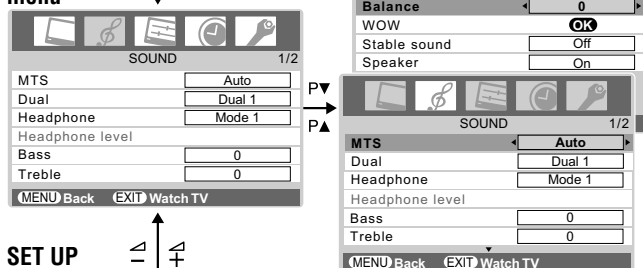 menu
SOUND 1/2
MTS Auto
Dual Dual 1
Headphone Mode 1
Headphone level
Bass 0
Treble 0
MENU Back EXIT Watch TV
SET UP
P▼
P▲
Balance 0
WOW OK
Stable sound Off
Speaker On
SOUND 1/2
MTS Auto
Dual Dual 1
Headphone Mode 1
Headphone level
Bass 0
Treble 0
MENU Back EXIT Watch TV